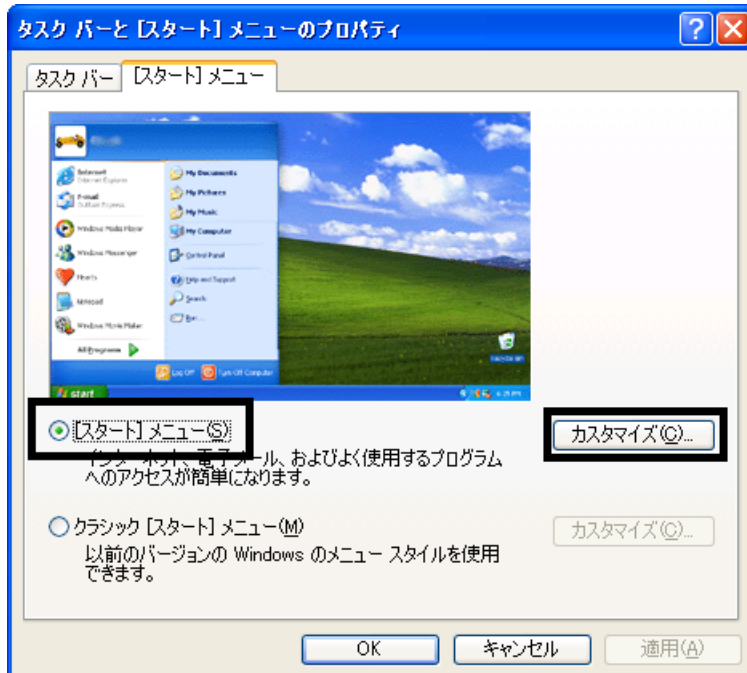 タスク バーと [スタート] メニューのプロパティ
タスク バー
[スタート] メニュー
Internet
Internet Explorer
My Documents
E-mail
Outlook Express
My Pictures
My Music
Windows Media Player
My Computer
Windows Messenger
Control Panel
Hearts
Help and Support
Notepad
Search
Run...
Windows Movie Maker
All Programs
Log Off
Turn Off Computer
Recycle Bin
start
[スタート] メニュー(S)
カスタマイズ(C)...
インターネット、電子メール、およびよく使用するプログラム
へのアクセスが簡単になります。
クラシック [スタート] メニュー(M)
カスタマイズ(C)...
以前のバージョンの Windows のメニュー スタイルを使用
できます。
OK
キャンセル
適用(A)